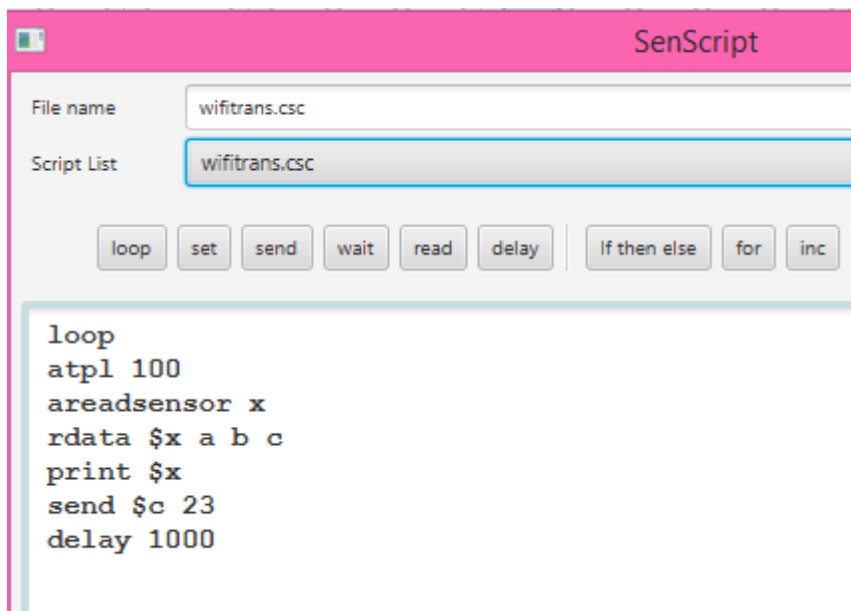 SenScript
File name wifitrans.csc
Script List wifitrans.csc
loop set send wait read delay If then else for inc
loop
atpl 100
areadsensor x
rdata $x a b c
print $x
send $c 23
delay 1000